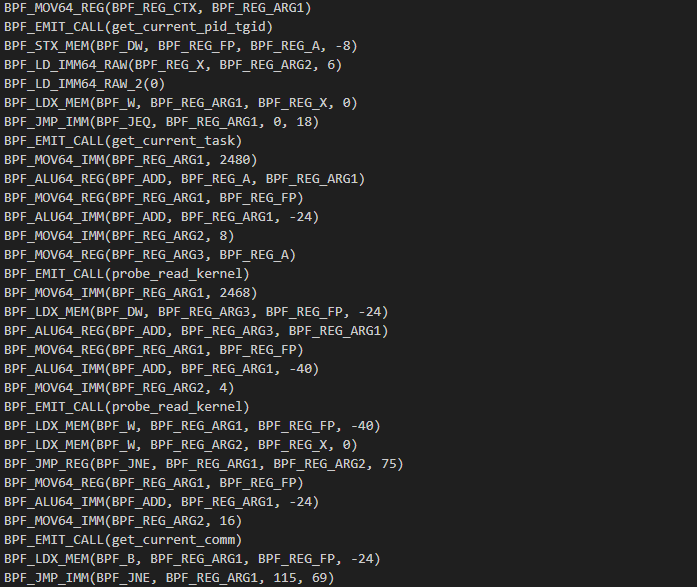 BPF_MOV64_REG(BPF_REG_CTX, BPF_REG_ARG1)
BPF_EMIT_CALL(get_current_pid_tgid)
BPF_STX_MEM(BPF_DW, BPF_REG_FP, BPF_REG_A, -8)
BPF_LD_IMM64_RAW(BPF_REG_X, BPF_REG_ARG2, 6)
BPF_LD_IMM64_RAW_2(0)
BPF_LDX_MEM(BPF_W, BPF_REG_ARG1, BPF_REG_X, 0)
BPF_JMP_IMM(BPF_JEQ, BPF_REG_ARG1, 0, 18)
BPF_EMIT_CALL(get_current_task)
BPF_MOV64_IMM(BPF_REG_ARG1, 2480)
BPF_ALU64_REG(BPF_ADD, BPF_REG_A, BPF_REG_ARG1)
BPF_MOV64_REG(BPF_REG_ARG1, BPF_REG_FP)
BPF_ALU64_IMM(BPF_ADD, BPF_REG_ARG1, -24)
BPF_MOV64_IMM(BPF_REG_ARG2, 8)
BPF_MOV64_REG(BPF_REG_ARG3, BPF_REG_A)
BPF_EMIT_CALL(probe_read_kernel)
BPF_MOV64_IMM(BPF_REG_ARG1, 2468)
BPF_LDX_MEM(BPF_DW, BPF_REG_ARG3, BPF_REG_FP, -24)
BPF_ALU64_REG(BPF_ADD, BPF_REG_ARG3, BPF_REG_ARG1)
BPF_MOV64_REG(BPF_REG_ARG1, BPF_REG_FP)
BPF_ALU64_IMM(BPF_ADD, BPF_REG_ARG1, -40)
BPF_MOV64_IMM(BPF_REG_ARG2, 4)
BPF_EMIT_CALL(probe_read_kernel)
BPF_LDX_MEM(BPF_W, BPF_REG_ARG1, BPF_REG_FP, -40)
BPF_LDX_MEM(BPF_W, BPF_REG_ARG2, BPF_REG_X, 0)
BPF_JMP_REG(BPF_JNE, BPF_REG_ARG1, BPF_REG_ARG2, 75)
BPF_MOV64_REG(BPF_REG_ARG1, BPF_REG_FP)
BPF_ALU64_IMM(BPF_ADD, BPF_REG_ARG1, -24)
BPF_MOV64_IMM(BPF_REG_ARG2, 16)
BPF_EMIT_CALL(get_current_comm)
BPF_LDX_MEM(BPF_B, BPF_REG_ARG1, BPF_REG_FP, -24)
BPF_JMP_IMM(BPF_JNE, BPF_REG_ARG1, 115, 69)